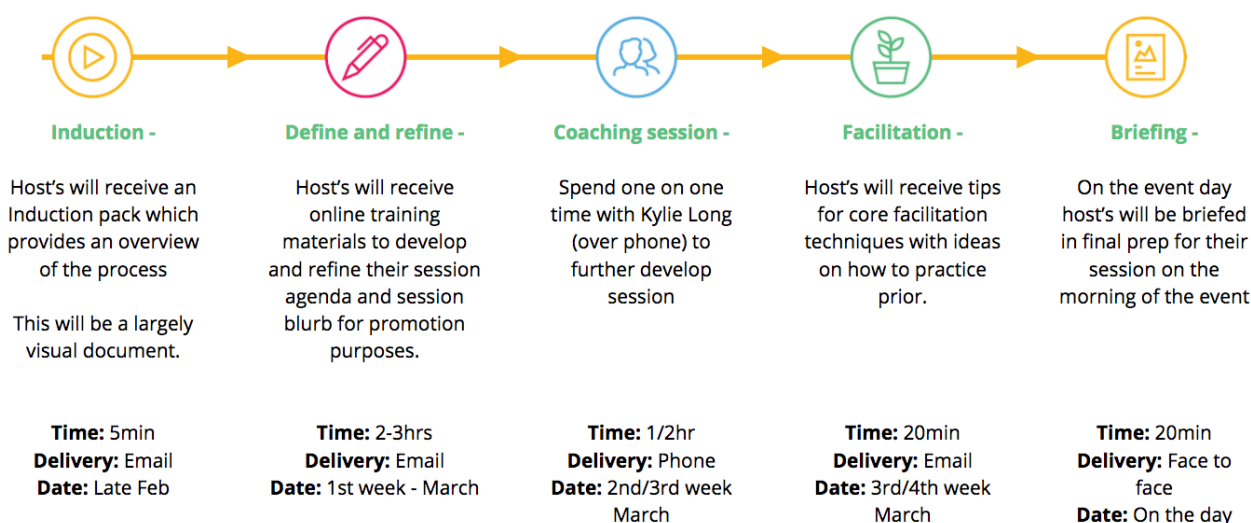 Induction -
Host's will receive an
Induction pack which
provides an overview
of the process
This will be a largely
visual document.
Time: 5min
Delivery: Email
Date: Late Feb
Define and refine -
Host's will receive
online training
materials to develop
and refine their session
agenda and session
blurb for promotion
purposes.
Time: 2-3hrs
Delivery: Email
Date: 1st week - March
Coaching session -
Spend one on one
time with Kylie Long
(over phone) to
further develop
session
Time: 1/2hr
Delivery: Phone
Date: 2nd/3rd week
March
Facilitation -
Host's will receive tips
for core facilitation
techniques with ideas
on how to practice
prior.
Time: 20min
Delivery: Email
Date: 3rd/4th week
March
Briefing -
On the event day
host's will be briefed
in final prep for their
session on the
morning of the event
Time: 20min
Delivery: Face to
face
Date: On the day